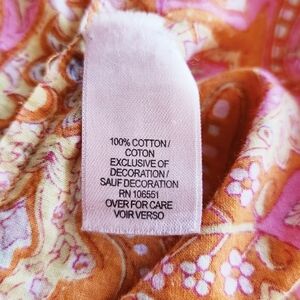 100% COTTON/
COTON
EXCLUSIVE OF
DECORATION/
SAUF DECORATION
RN 106551
OVER FOR CARE
VOIR VERSO